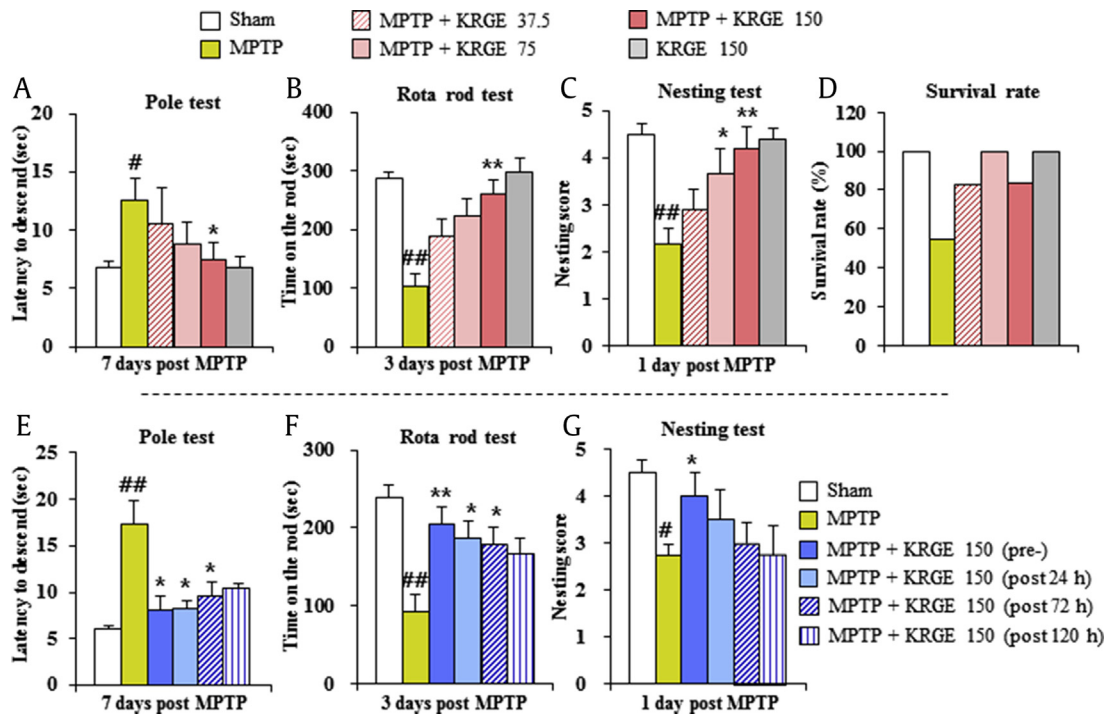 Sham
MPTP
MPTP + KRGE 37.5
MPTP + KRGE 75
MPTP + KRGE 150
KRGE 150
A
Pole test
Latency to descend (sec)
20
15
10
5
0
#
*
7 days post MPTP
B
Rota rod test
Time on the rod (sec)
400
300
200
100
0
##
**
3 days post MPTP
C
Nesting test
Nesting score
5
4
3
2
1
0
##
*
**
1 day post MPTP
D
Survival rate
Survival rate (%)
120
100
80
60
40
20
0
E
Pole test
Latency to descend (sec)
25
20
15
10
5
0
##
*
*
*
7 days post MPTP
F
Rota rod test
Time on the rod (sec)
300
200
100
0
##
**
*
*
3 days post MPTP
G
Nesting test
Nesting score
5
4
3
2
1
0
#
*
1 day post MPTP
Sham
MPTP
MPTP + KRGE 150 (pre-)
MPTP + KRGE 150 (post 24 h)
MPTP + KRGE 150 (post 72 h)
MPTP + KRGE 150 (post 120 h)